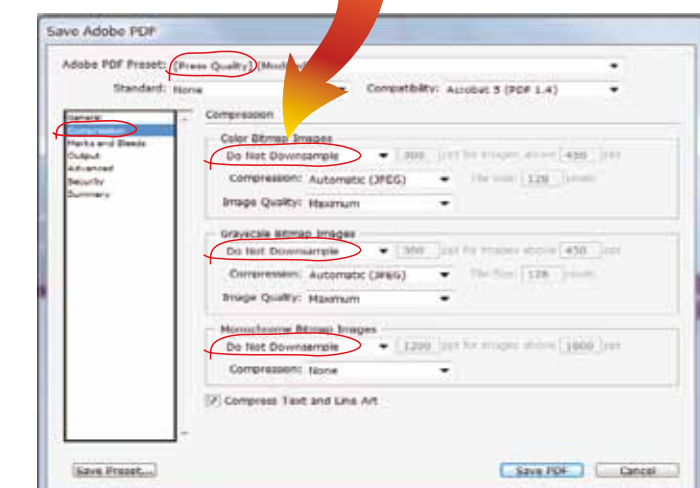 Save Adobe PDF
Adobe PDF Preset: [Press Quality]
Standard: None Compatibility: Acrobat 5 (PDF 1.4)
General
Compression
Marks and Bleeds
Output
Advanced
Security
Summary
Compression
Color Bitmap Images
Do Not Downsample 300 ppi for images above 450 ppi
Compression: Automatic (JPEG) Tile Size: 128 pixels
Image Quality: Maximum
Grayscale Bitmap Images
Do Not Downsample 300 ppi for images above 450 ppi
Compression: Automatic (JPEG) Tile Size: 128 pixels
Image Quality: Maximum
Monochrome Bitmap Images
Do Not Downsample 1200 ppi for images above 1800 ppi
Compression: None
Compress Text and Line Art
Save Preset... Save PDF Cancel